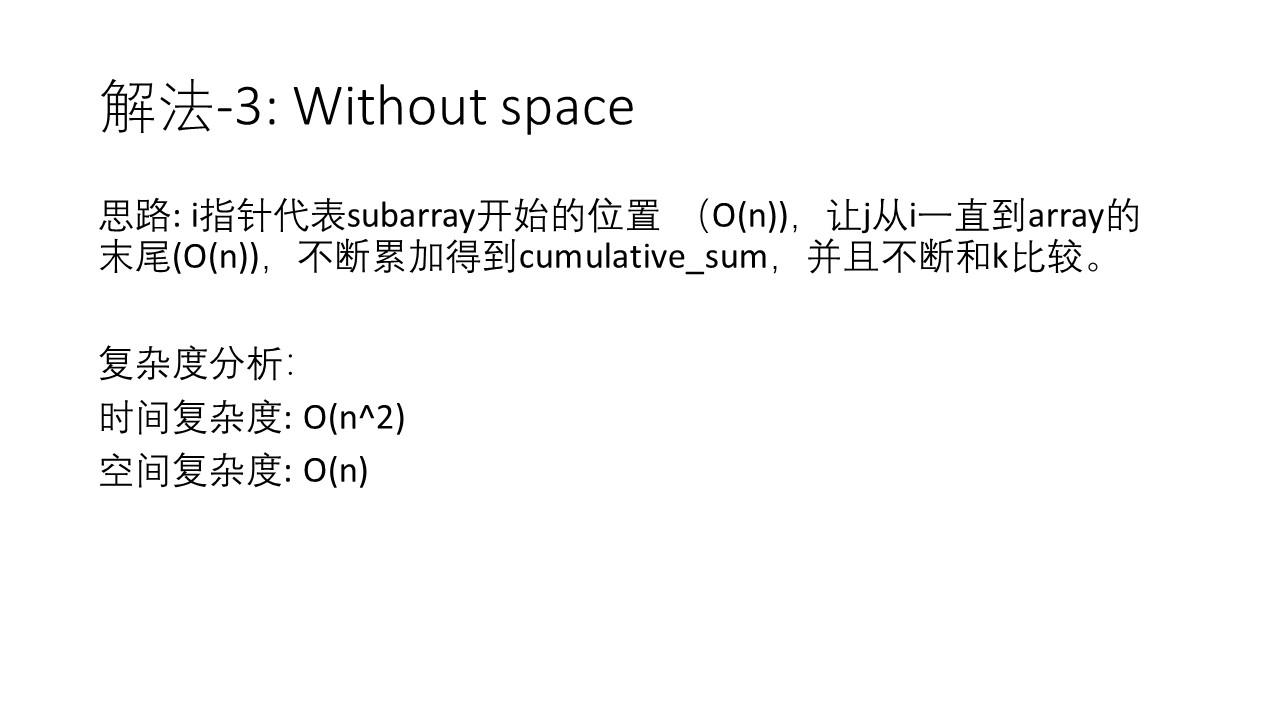 解法-3: Without space
思路: i指针代表subarray开始的位置 （O(n)），让j从i一直到array的
末尾(O(n))，不断累加得到cumulative_sum，并且不断和k比较。
复杂度分析：
时间复杂度: O(n^2)
空间复杂度: O(n)